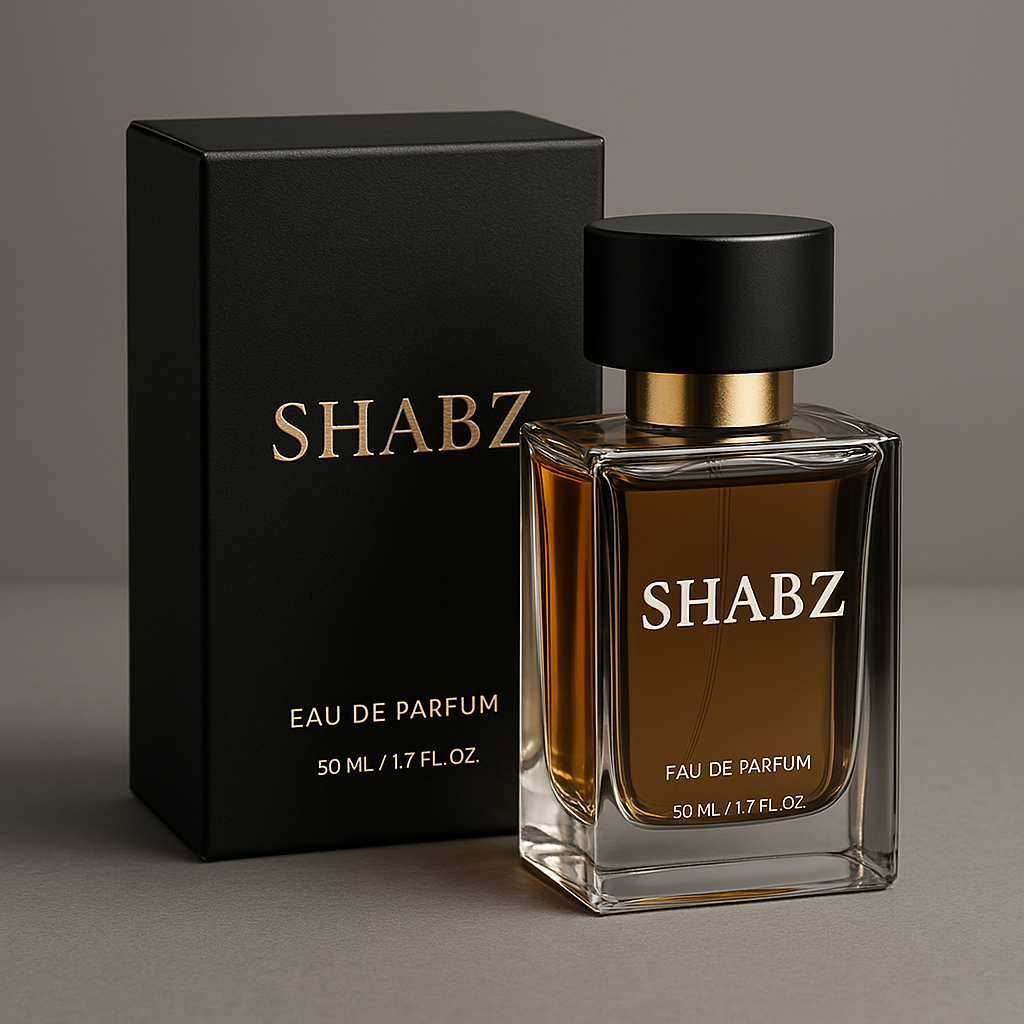 SHABZ
EAU DE PARFUM
50 ML / 1.7 FL.OZ.
SHABZ
FAU DE PARFUM
50 ML / 1.7 FL.OZ.